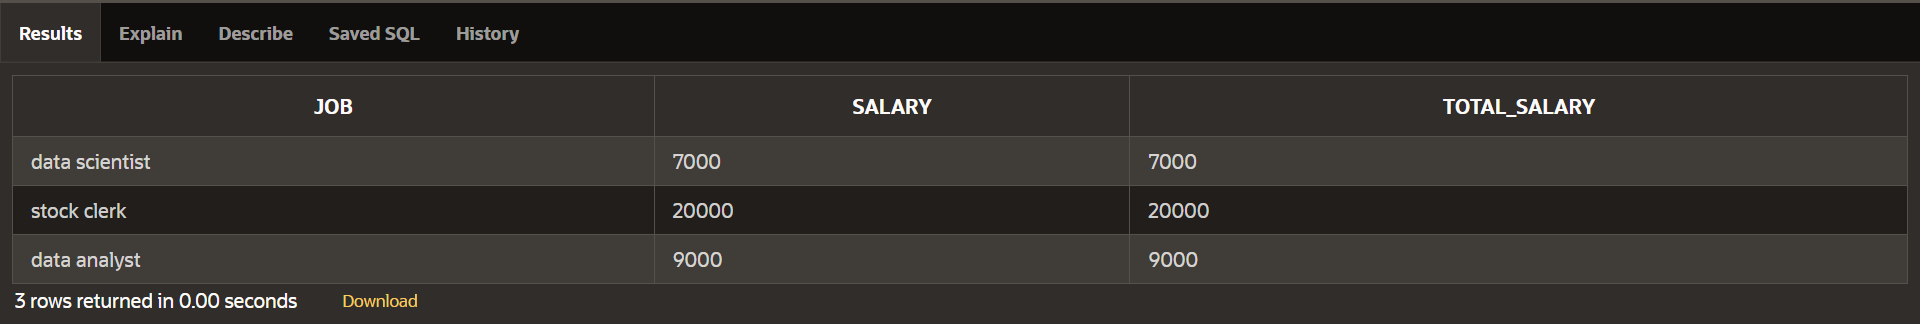 Results Explain Describe Saved SQL History
JOB SALARY TOTAL_SALARY
data scientist 7000 7000
stock clerk 20000 20000
data analyst 9000 9000
3 rows returned in 0.00 seconds Download